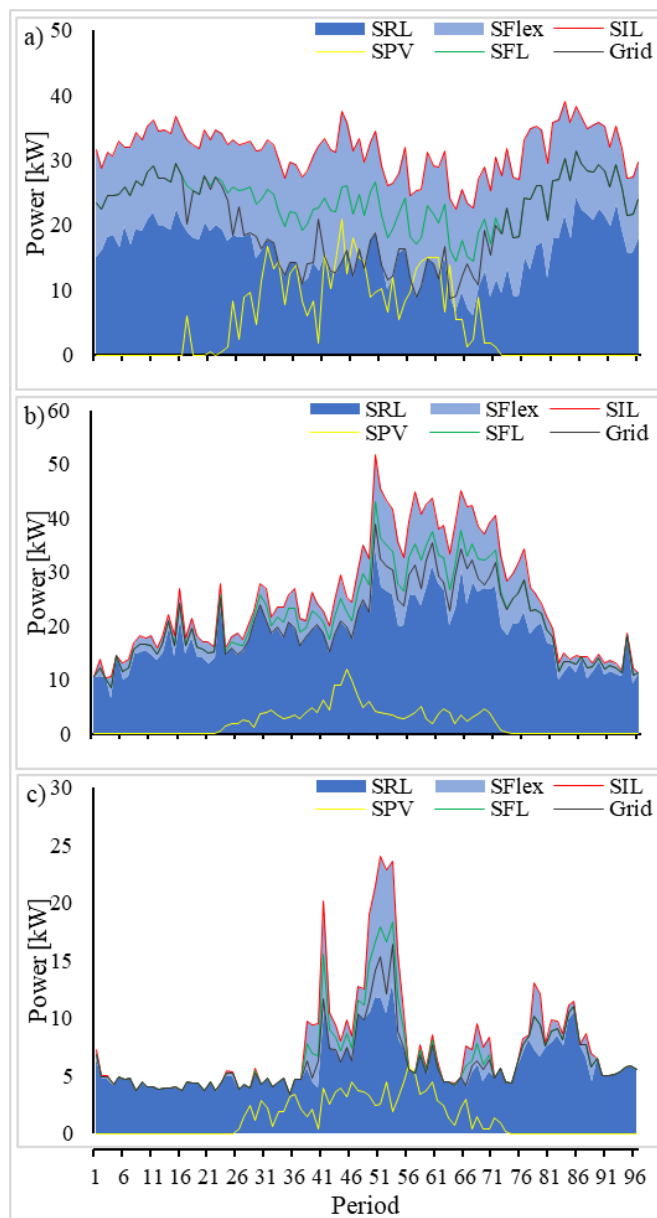 a)
50
40
30
20
10
0
Power [kW]
SRL SFlex SIL
SPV SFL Grid
b)
60
50
40
30
20
10
0
Power [kW]
SRL SFlex SIL
SPV SFL Grid
c)
30
25
20
15
10
5
0
Power [kW]
SRL SFlex SIL
SPV SFL Grid
1 6 11 16 21 26 31 36 41 46 51 56 61 66 71 76 81 86 91 96
Period